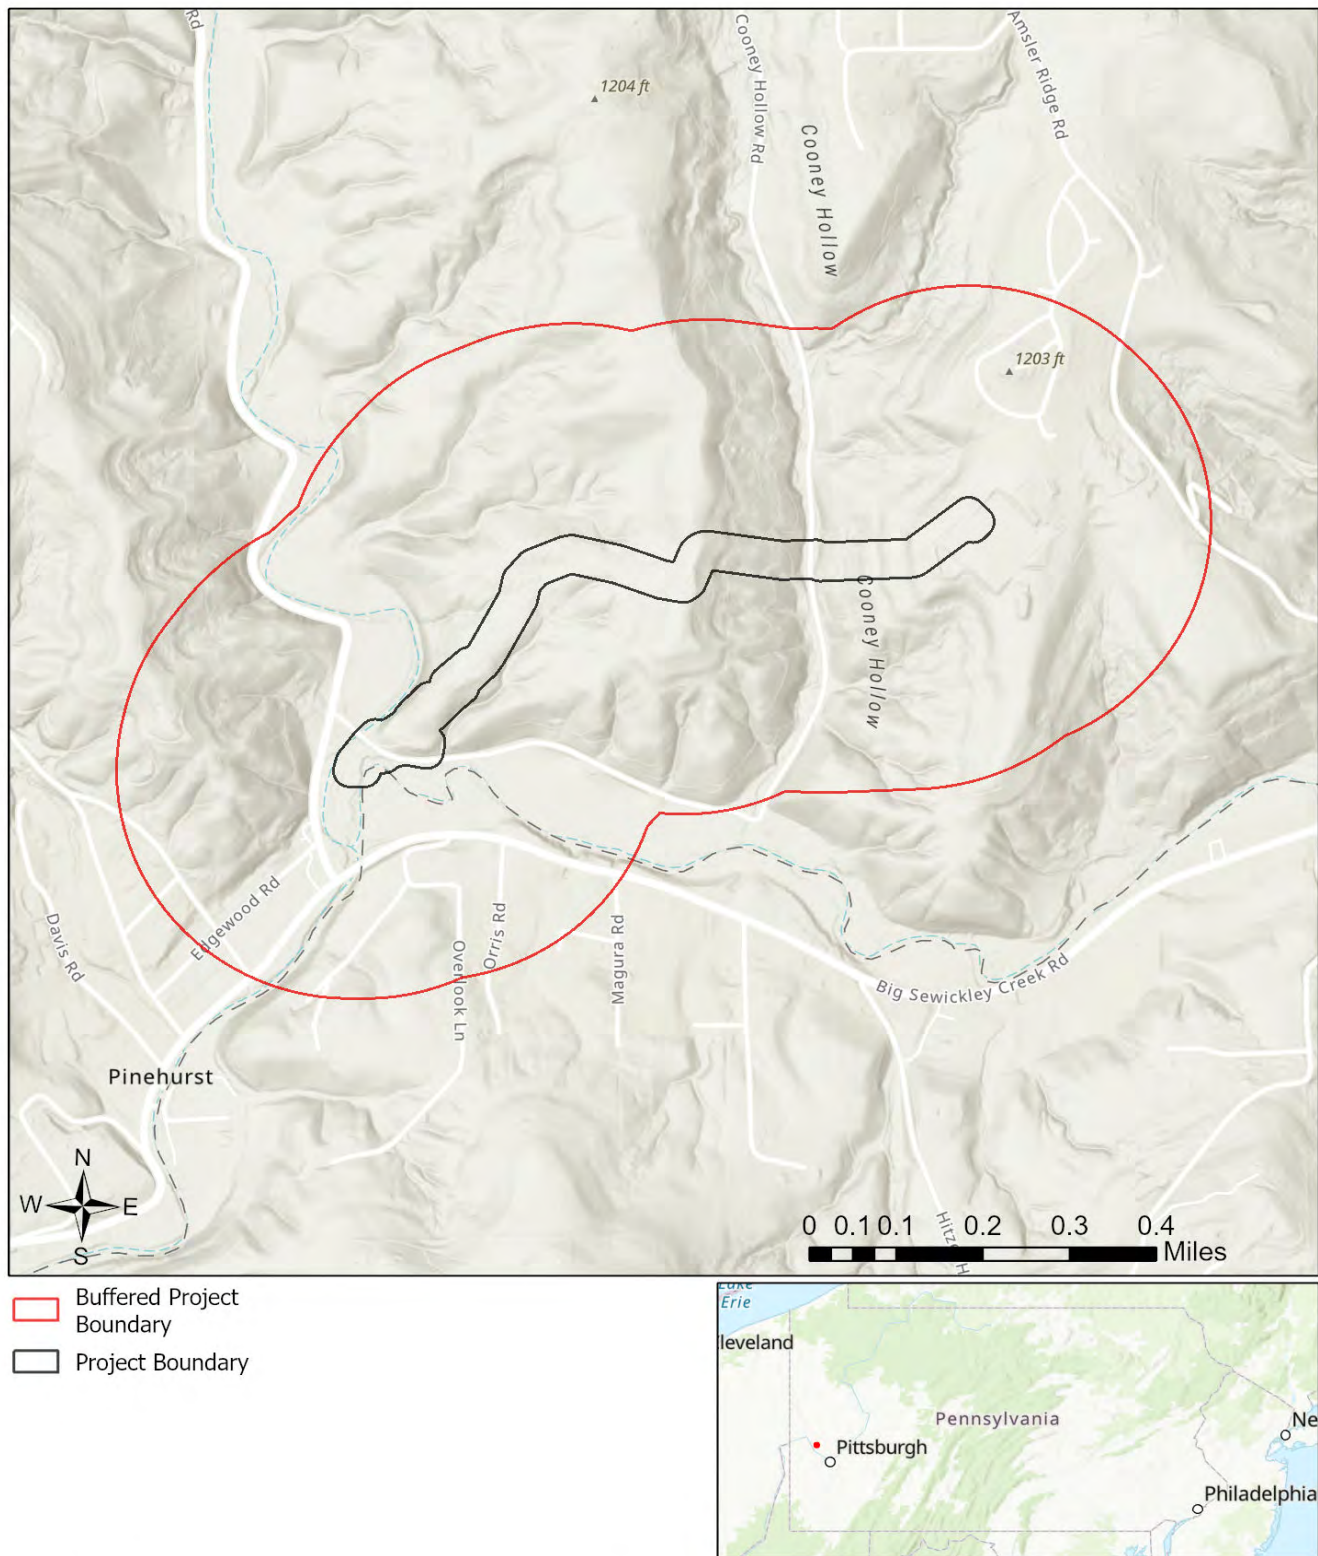 Rd
1204 ft
Cooney Hollow Rd
Cooney Hollow
Amsler Ridge Rd
1203 ft
Cooney Hollow
Edgewood Rd
Davis Rd
Overlook Ln
Orris Rd
Magura Rd
Big Sewickley Creek Rd
Pinehurst
N
W
E
S
0 0.1 0.1 0.2 0.3 0.4
Miles
Buffered Project
Boundary
Project Boundary
Erie
leveland
Pennsylvania
Ne
Pittsburgh
Philadelphia